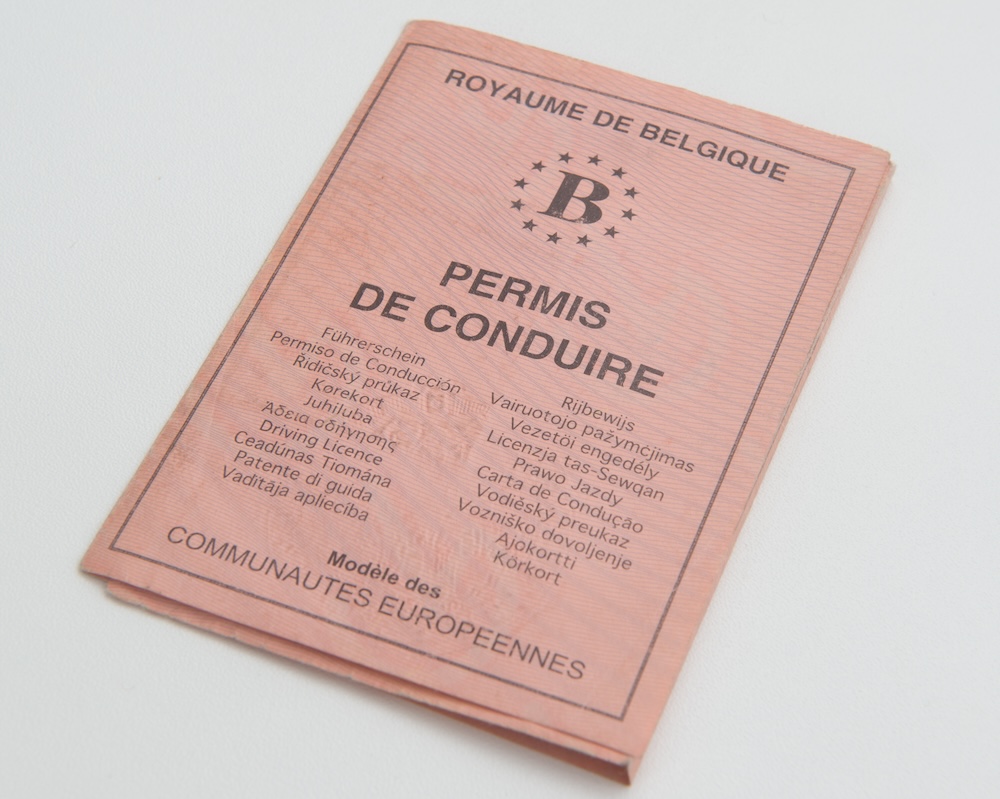 ROYAUME DE BELGIQUE
B
PERMIS
DE CONDUIRE
Führerschein
Permiso de Conducción
Řidičský průkaz
Kørekort
Juhiluba
Άδεια οδήγησης
Driving Licence
Ceadúnas Tiomána
Patente di guida
Vadītāja apliecība
Rijbewijs
Vairuotojo pažymėjimas
Vezetői engedély
Licenzja tas-Sewqan
Prawo Jazdy
Carta de Condução
Vodičský preukaz
Vozniško dovoljenje
Ajokortti
Körkort
Modèle des
COMMUNAUTES EUROPEENNES